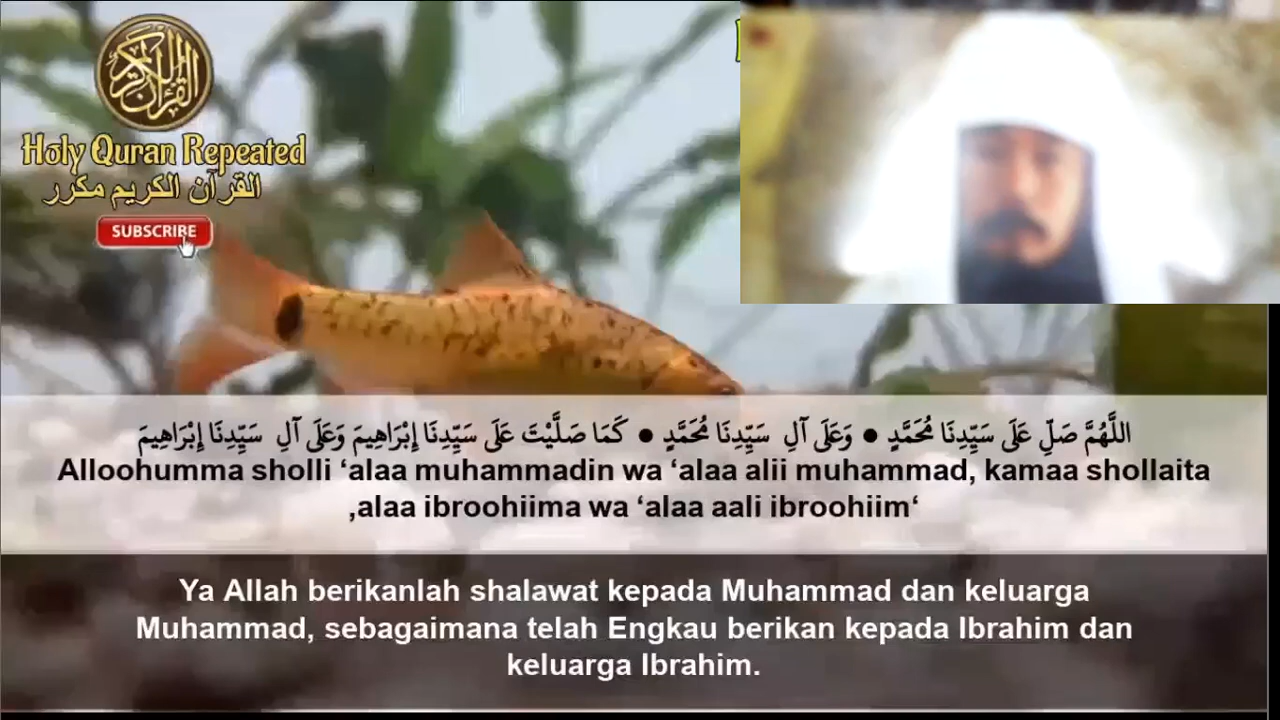 القرآن الكريم
Holy Quran Repeated
القرآن الكريم مكرر
SUBSCRIBE
اللَّهُمَّ صَلِّ عَلَى سَيِّدِنَا مُحَمَّدٍ ● وَعَلَى آلِ سَيِّدِنَا مُحَمَّدٍ ● كَمَا صَلَّيْتَ عَلَى سَيِّدِنَا إِبْرَاهِيمَ وَعَلَى آلِ سَيِّدِنَا إِبْرَاهِيمَ
Alloohumma sholli ‘alaa muhammadin wa ‘alaa alii muhammad, kamaa shollaita
,alaa ibroohiima wa ‘alaa aali ibroohiim‘
Ya Allah berikanlah shalawat kepada Muhammad dan keluarga
Muhammad, sebagaimana telah Engkau berikan kepada Ibrahim dan
keluarga Ibrahim.